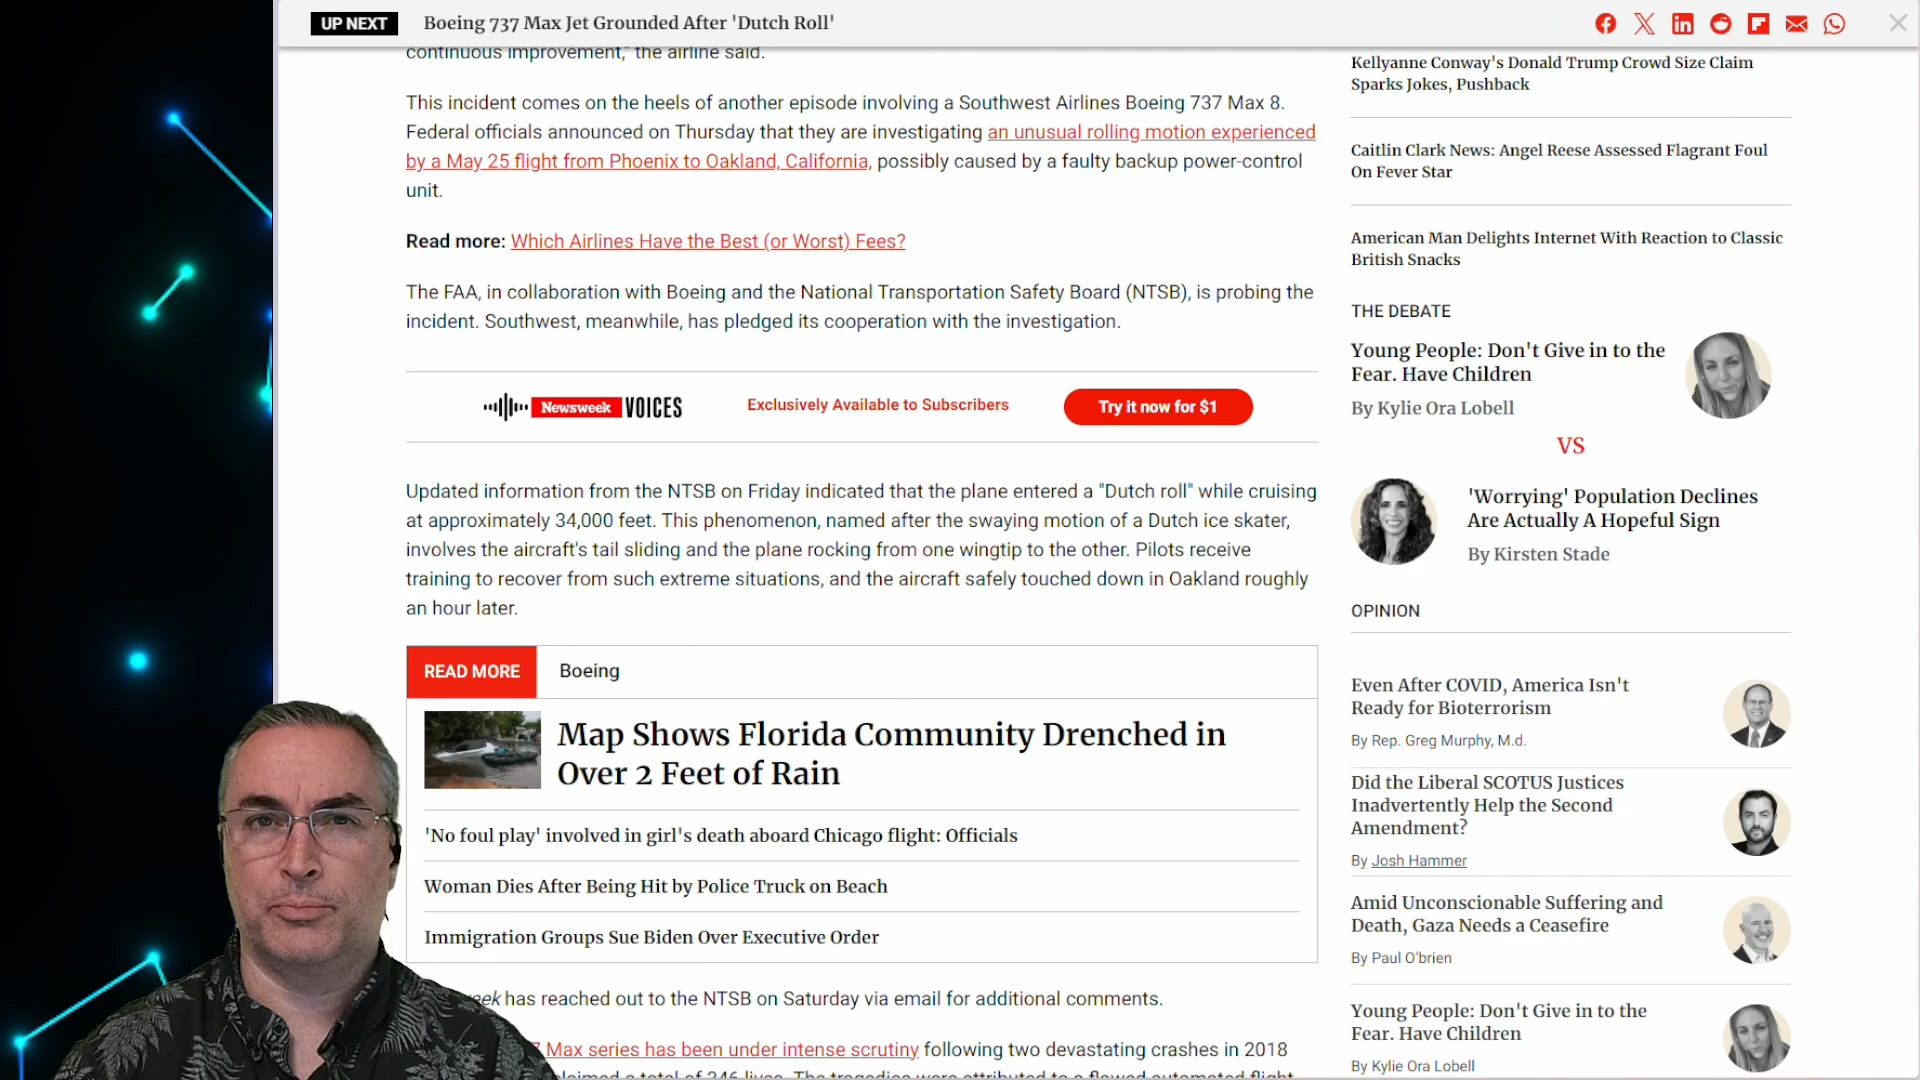 UP NEXT Boeing 737 Max Jet Grounded After 'Dutch Roll'
continuous improvement," the airline said.
This incident comes on the heels of another episode involving a Southwest Airlines Boeing 737 Max 8.
Federal officials announced on Thursday that they are investigating an unusual rolling motion experienced
by a May 25 flight from Phoenix to Oakland, California, possibly caused by a faulty backup power-control
unit.
Read more: Which Airlines Have the Best (or Worst) Fees?
The FAA, in collaboration with Boeing and the National Transportation Safety Board (NTSB), is probing the
incident. Southwest, meanwhile, has pledged its cooperation with the investigation.
Newsweek VOICES Exclusively Available to Subscribers Try it now for $1
Updated information from the NTSB on Friday indicated that the plane entered a "Dutch roll" while cruising
at approximately 34,000 feet. This phenomenon, named after the swaying motion of a Dutch ice skater,
involves the aircraft's tail sliding and the plane rocking from one wingtip to the other. Pilots receive
training to recover from such extreme situations, and the aircraft safely touched down in Oakland roughly
an hour later.
READ MORE Boeing
Map Shows Florida Community Drenched in
Over 2 Feet of Rain
'No foul play' involved in girl's death aboard Chicago flight: Officials
Woman Dies After Being Hit by Police Truck on Beach
Immigration Groups Sue Biden Over Executive Order
eek has reached out to the NTSB on Saturday via email for additional comments.
7 Max series has been under intense scrutiny following two devastating crashes in 2018
claimed a total of 346 lives. The tragedies were attributed to a flawed automated flight
Kellyanne Conway's Donald Trump Crowd Size Claim
Sparks Jokes, Pushback
Caitlin Clark News: Angel Reese Assessed Flagrant Foul
On Fever Star
American Man Delights Internet With Reaction to Classic
British Snacks
THE DEBATE
Young People: Don't Give in to the
Fear. Have Children
By Kylie Ora Lobell
VS
'Worrying' Population Declines
Are Actually A Hopeful Sign
By Kirsten Stade
OPINION
Even After COVID, America Isn't
Ready for Bioterrorism
By Rep. Greg Murphy, M.d.
Did the Liberal SCOTUS Justices
Inadvertently Help the Second
Amendment?
By Josh Hammer
Amid Unconscionable Suffering and
Death, Gaza Needs a Ceasefire
By Paul O'brien
Young People: Don't Give in to the
Fear. Have Children
By Kylie Ora Lobell